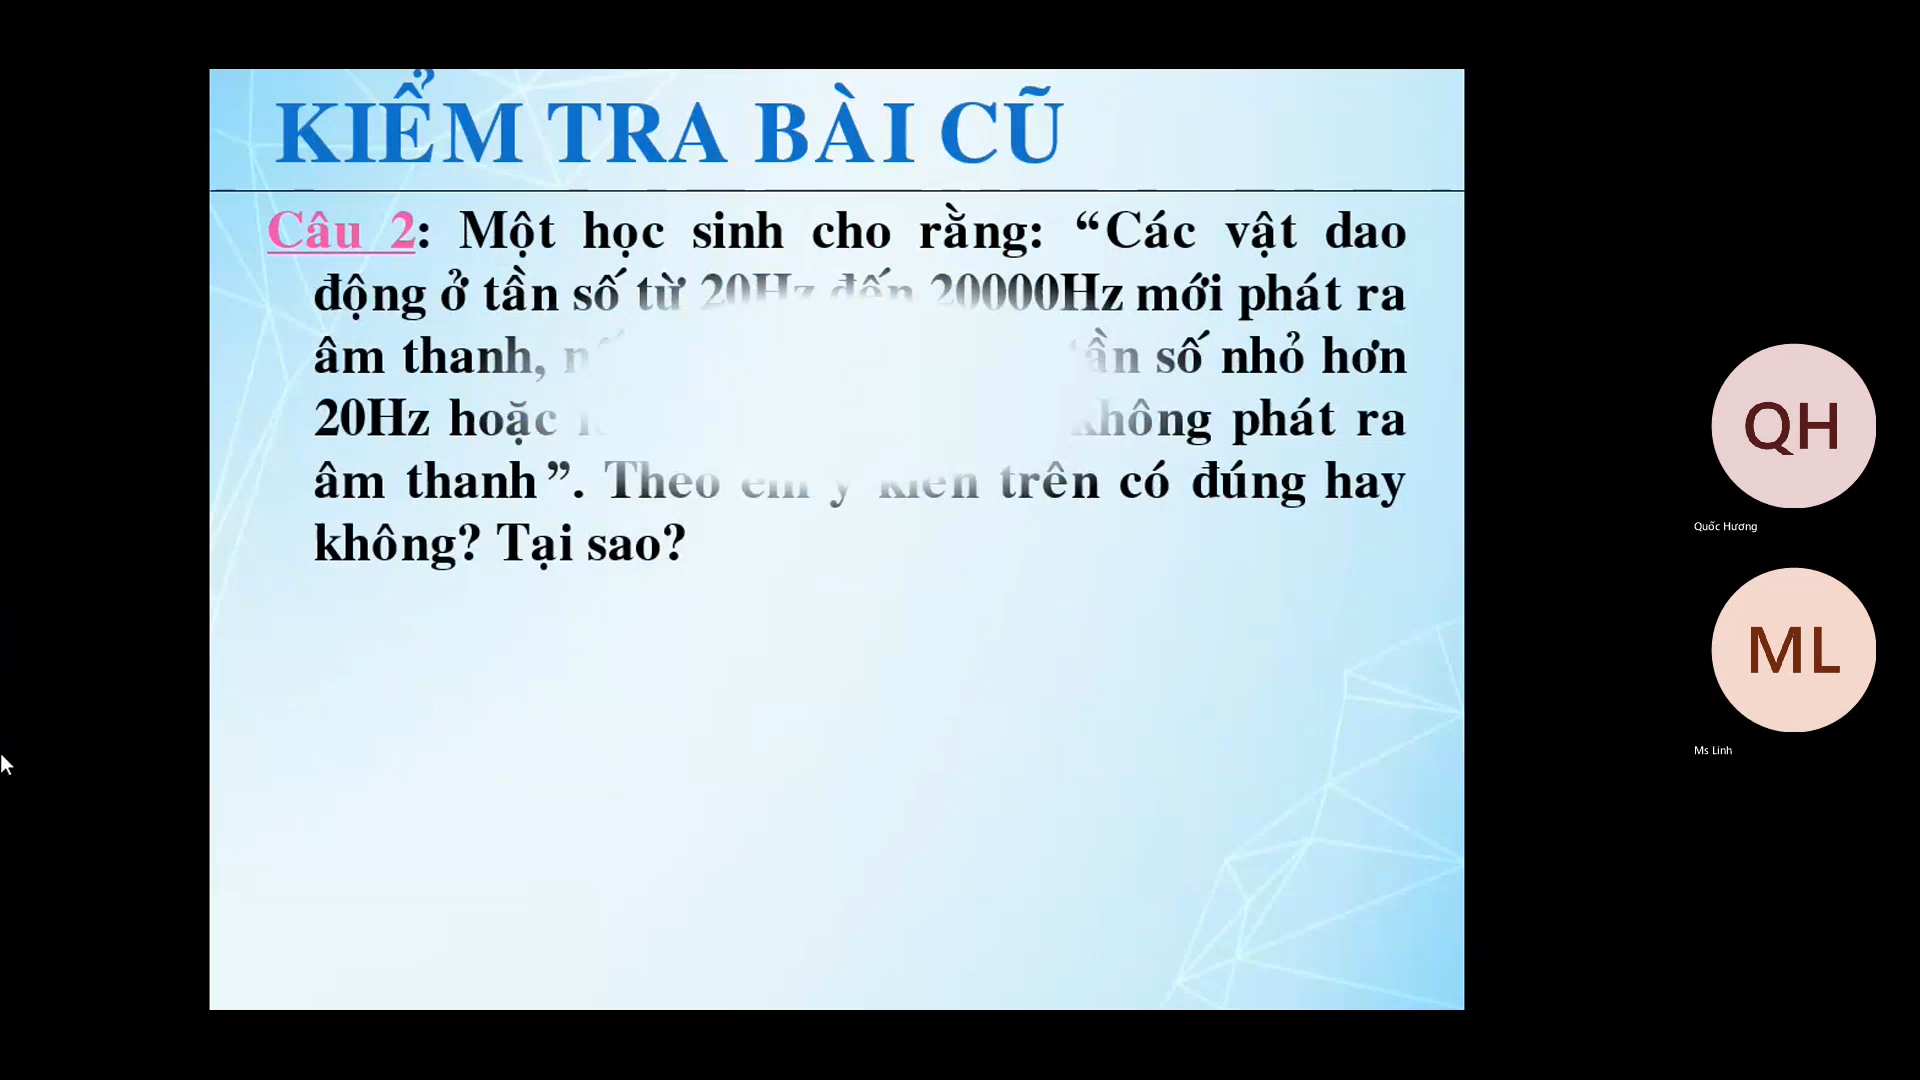 KIỂM TRA BÀI CŨ
Câu 2: Một học sinh cho rằng: “Các vật dao
động ở tần số từ 20Hz đến 20000Hz mới phát ra
âm thanh, tần số nhỏ hơn
20Hz hoặc không phát ra
âm thanh”. Theo em ý kiến trên có đúng hay
không? Tại sao?
QH
Quốc Hương
ML
Ms Linh